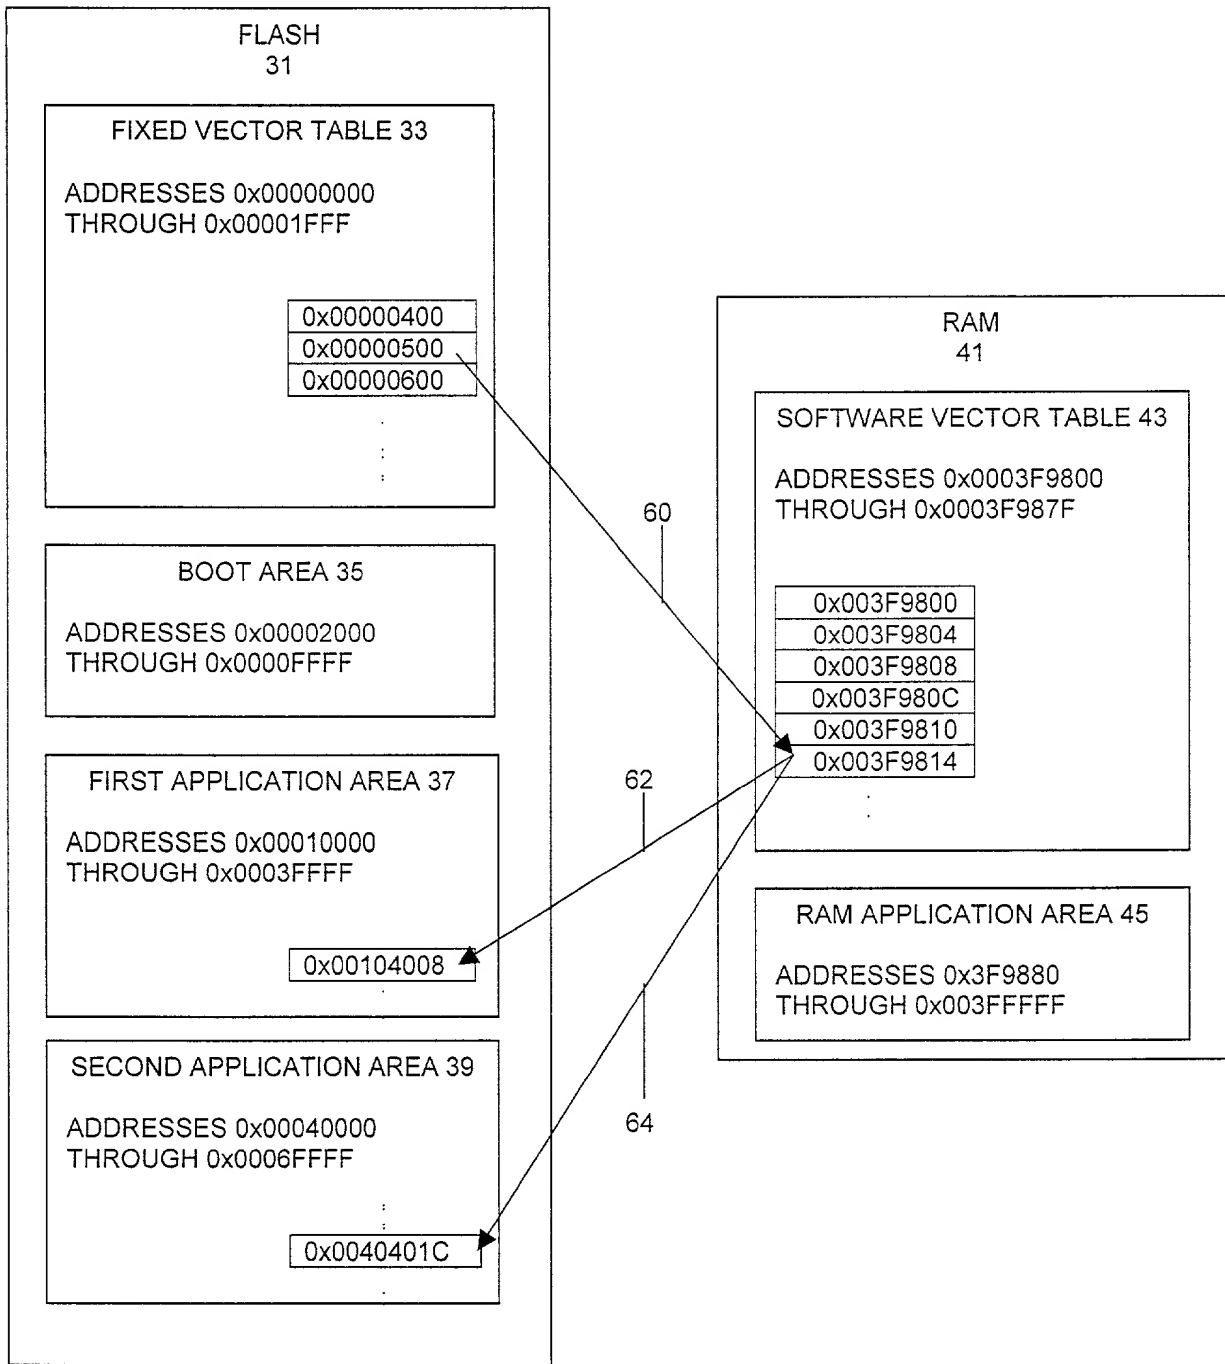 FLASH
31
FIXED VECTOR TABLE 33
ADDRESSES 0x00000000
THROUGH 0x00001FFF
0x00000400
0x00000500
0x00000600
BOOT AREA 35
ADDRESSES 0x00002000
THROUGH 0x0000FFFF
FIRST APPLICATION AREA 37
ADDRESSES 0x00010000
THROUGH 0x0003FFFF
0x00104008
SECOND APPLICATION AREA 39
ADDRESSES 0x00040000
THROUGH 0x0006FFFF
0x0040401C
60
62
64
RAM
41
SOFTWARE VECTOR TABLE 43
ADDRESSES 0x0003F9800
THROUGH 0x0003F987F
0x003F9800
0x003F9804
0x003F9808
0x003F980C
0x003F9810
0x003F9814
RAM APPLICATION AREA 45
ADDRESSES 0x3F9880
THROUGH 0x003FFFFF